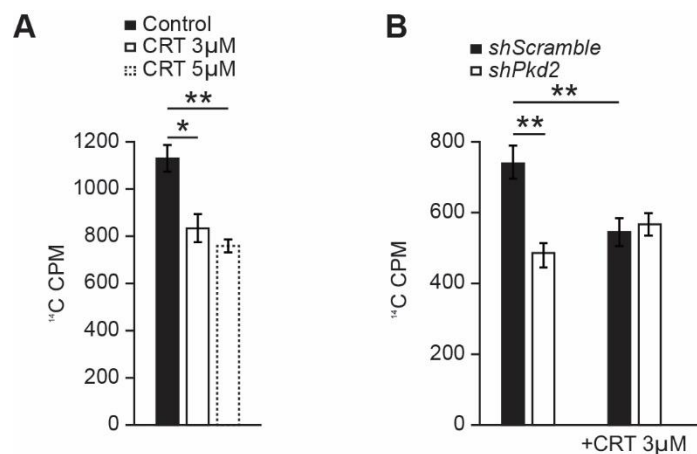 A
■ Control
□ CRT 3µM
CRT 5µM
**
*
1200
1000
800
600
400
200
0
¹⁴C CPM
B
■ shScramble
□ shPkd2
**
**
800
600
400
200
0
¹⁴C CPM
+CRT 3µM